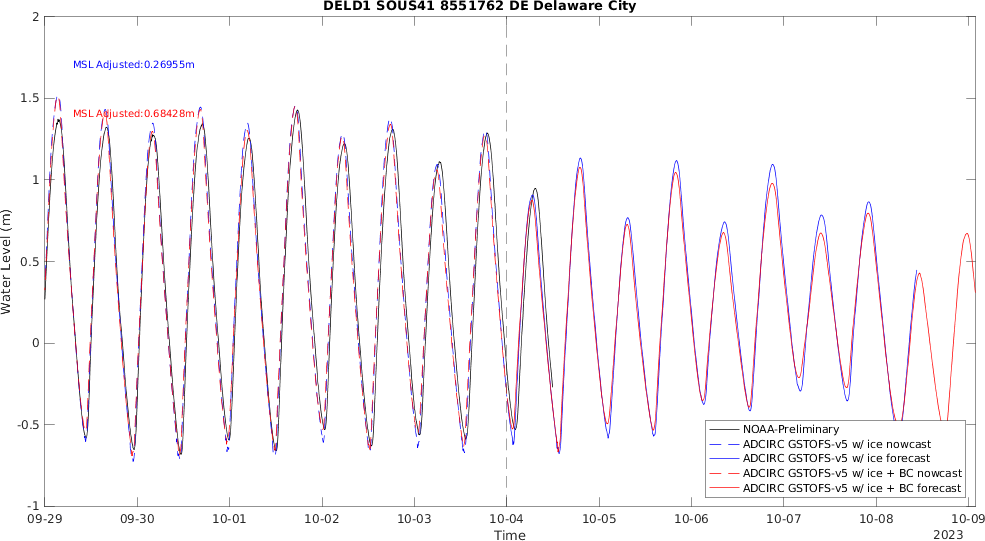 DELD1 SOUS41 8551762 DE Delaware City
2
MSL Adjusted:0.26955m
1.5
MSL Adjusted:0.68428m
1
0.5
0
-0.5
-1
Water Level (m)
NOAA-Preliminary
ADCIRC GSTOFS-v5 w/ ice nowcast
ADCIRC GSTOFS-v5 w/ ice forecast
ADCIRC GSTOFS-v5 w/ ice + BC nowcast
ADCIRC GSTOFS-v5 w/ ice + BC forecast
09-29 09-30 10-01 10-02 10-03 10-04 10-05 10-06 10-07 10-08 10-09
Time
2023